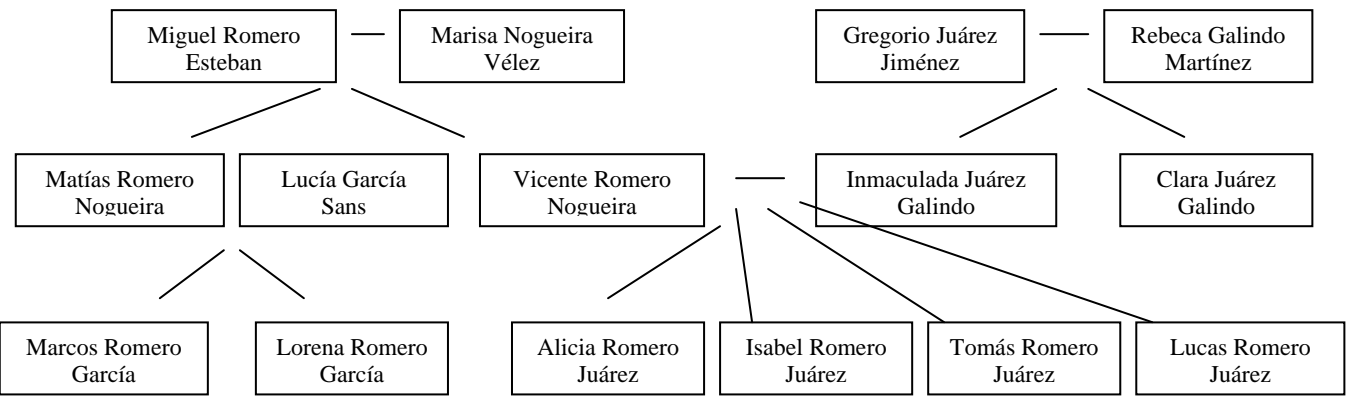 Miguel Romero
Esteban
Marisa Nogueira
Vélez
Gregorio Juárez
Jiménez
Rebeca Galindo
Martínez
Matías Romero
Nogueira
Lucía García
Sans
Vicente Romero
Nogueira
Inmaculada Juárez
Galindo
Clara Juárez
Galindo
Marcos Romero
García
Lorena Romero
García
Alicia Romero
Juárez
Isabel Romero
Juárez
Tomás Romero
Juárez
Lucas Romero
Juárez